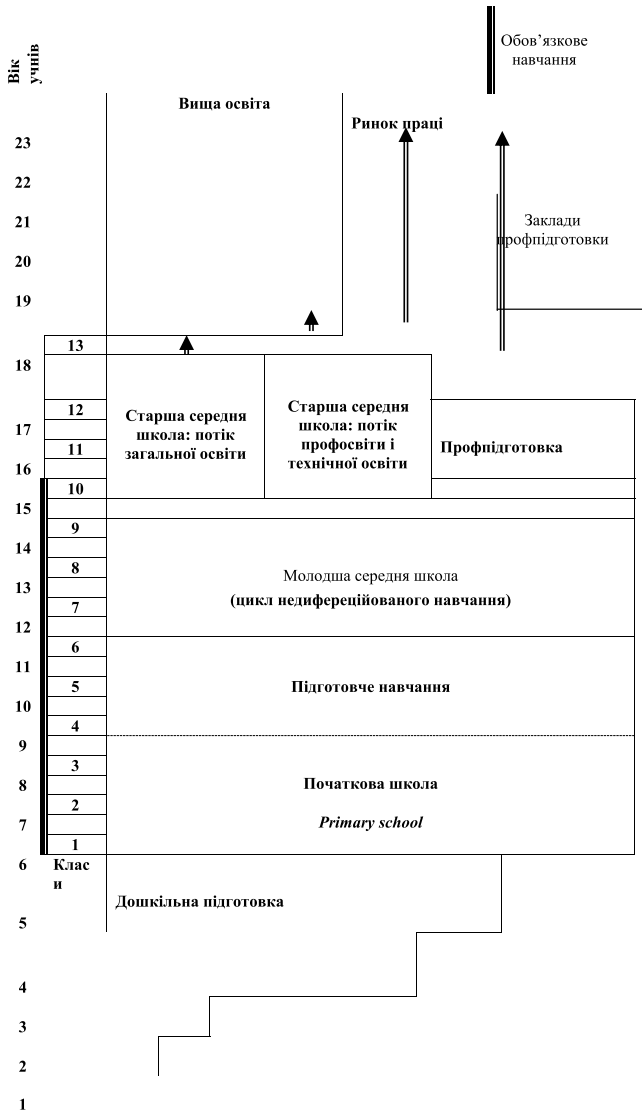 Вік
учнів
Обов’язкове
навчання
Вища освіта
Ринок праці
23
22
21
20
19
Заклади
профпідготовки
13
18
12
17
11
16
10
15
Старша середня
школа: потік
загальної освіти
Старша середня
школа: потік
профосвіти і
технічної освіти
Профпідготовка
9
14
8
13
7
12
Молодша середня школа
(цикл недифереційованого навчання)
6
11
5
10
4
9
Підготовче навчання
3
8
2
7
1
Початкова школа
Primary school
6
Клас
и
Дошкільна підготовка
5
4
3
2
1